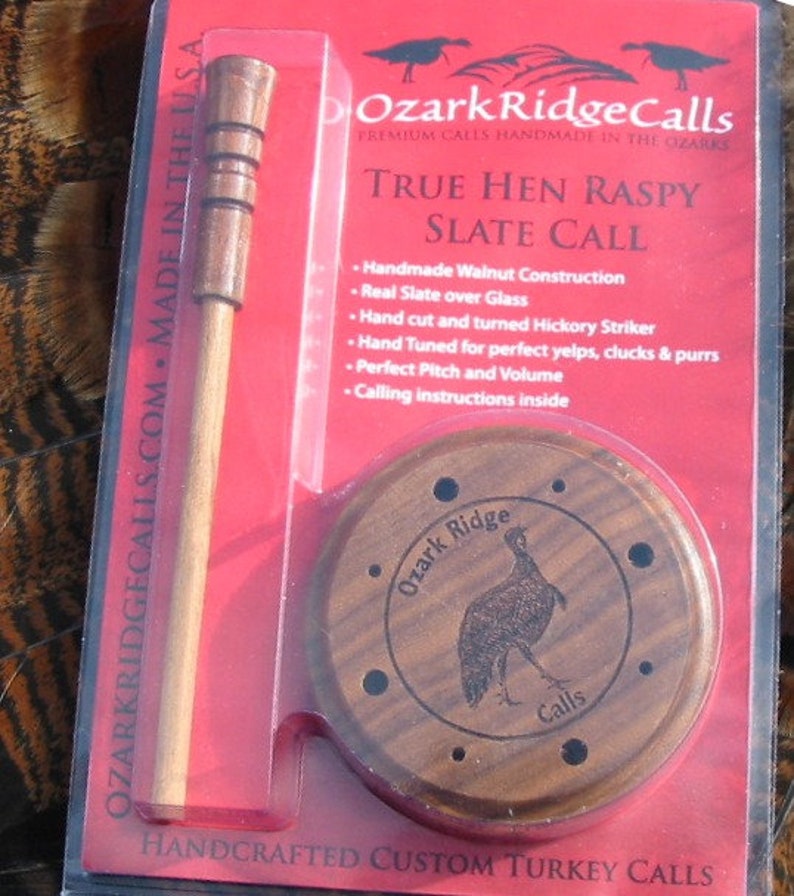 OzarkRidgeCalls
PREMIUM CALLS HANDMADE IN THE OZARKS
TRUE HEN RASPY
SLATE CALL
• Handmade Walnut Construction
• Real Slate over Glass
• Hand cut and turned Hickory Striker
• Hand Tuned for perfect yelps, clucks & purrs
• Perfect Pitch and Volume
• Calling instructions inside
OZARKRIDGECALLS.COM • MADE IN THE U.S.A
Ozark Ridge
Calls
HANDCRAFTED CUSTOM TURKEY CALLS